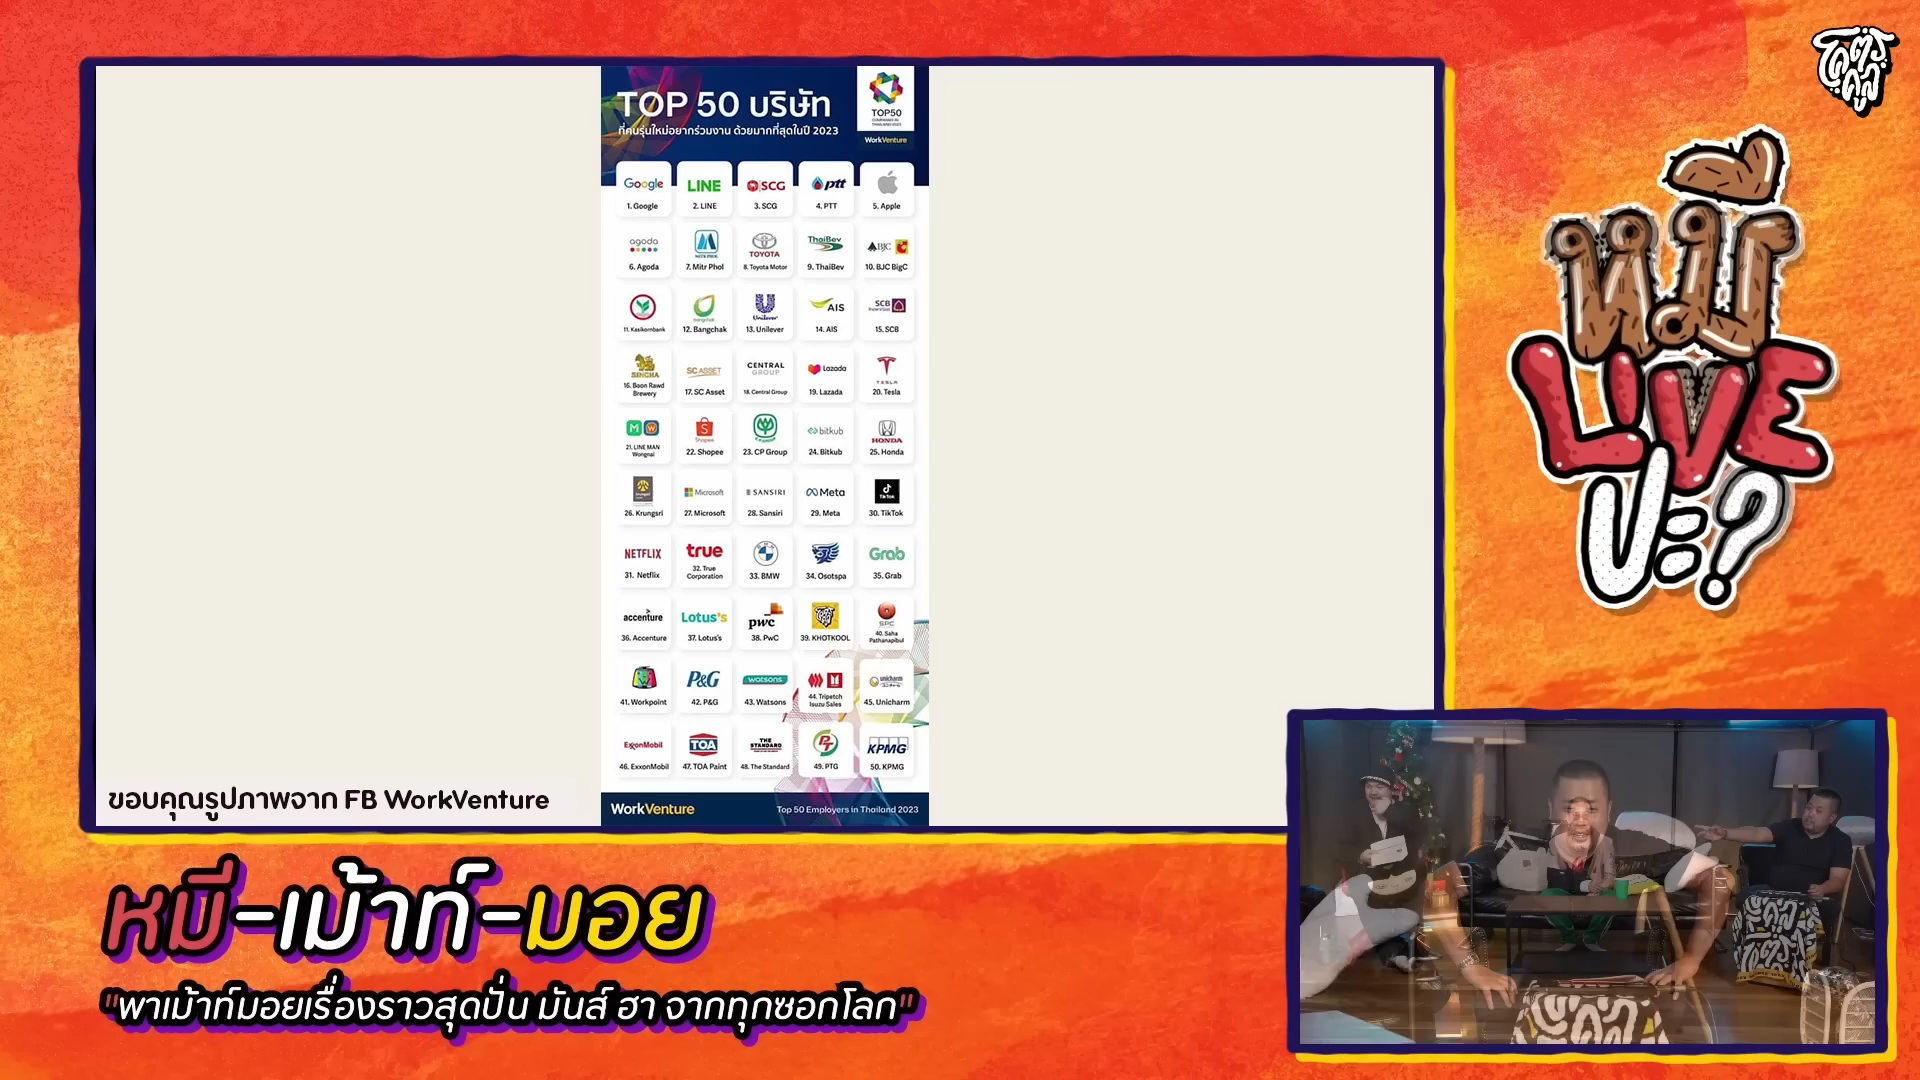 โคตรคูล
TOP 50 บริษัท
ที่คนรุ่นใหม่อยากร่วมงาน ด้วยมากที่สุดในปี 2023
TOP50
WorkVenture
Google LINE SCG ptt
1. Google 2. LINE 3. SCG 4. PTT 5. Apple
agoda MITR PHOL TOYOTA ThaiBev BJC
6. Agoda 7. Mitr Phol 8. Toyota Motor 9. ThaiBev 10. BJC BigC
bangchak Unilever AIS SCB
11. Kasikornbank 12. Bangchak 13. Unilever 14. AIS 15. SCB
SINGHA SC ASSET CENTRAL GROUP Lazada TESLA
16. Boon Rawd Brewery 17. SC Asset 18. Central Group 19. Lazada 20. Tesla
Shopee bitkub HONDA
21. LINE MAN Wongnai 22. Shopee 23. CP Group 24. Bitkub 25. Honda
Microsoft SANSIRI Meta TikTok
26. Krungsri 27. Microsoft 28. Sansiri 29. Meta 30. TikTok
NETFLIX true Grab
31. Netflix 32. True Corporation 33. BMW 34. Osotspa 35. Grab
accenture Lotus's pwc SPC
36. Accenture 37. Lotus's 38. PwC 39. KHOTKOOL 40. Saha Pathanapibul
P&G watsons unicharm
41. Workpoint 42. P&G 43. Watsons 44. Tripetch Isuzu Sales 45. Unicharm
ExxonMobil TOA THE STANDARD PT KPMG
46. ExxonMobil 47. TOA Paint 48. The Standard 49. PTG 50. KPMG
WorkVenture Top 50 Employers in Thailand 2023
ขอบคุณรูปภาพจาก FB WorkVenture
หมี
LIVE
ปะ?
หมี-เม้าท์-มอย
"พาเม้าท์มอยเรื่องราวสุดปั่น มันส์ ฮา จากทุกซอกโลก"